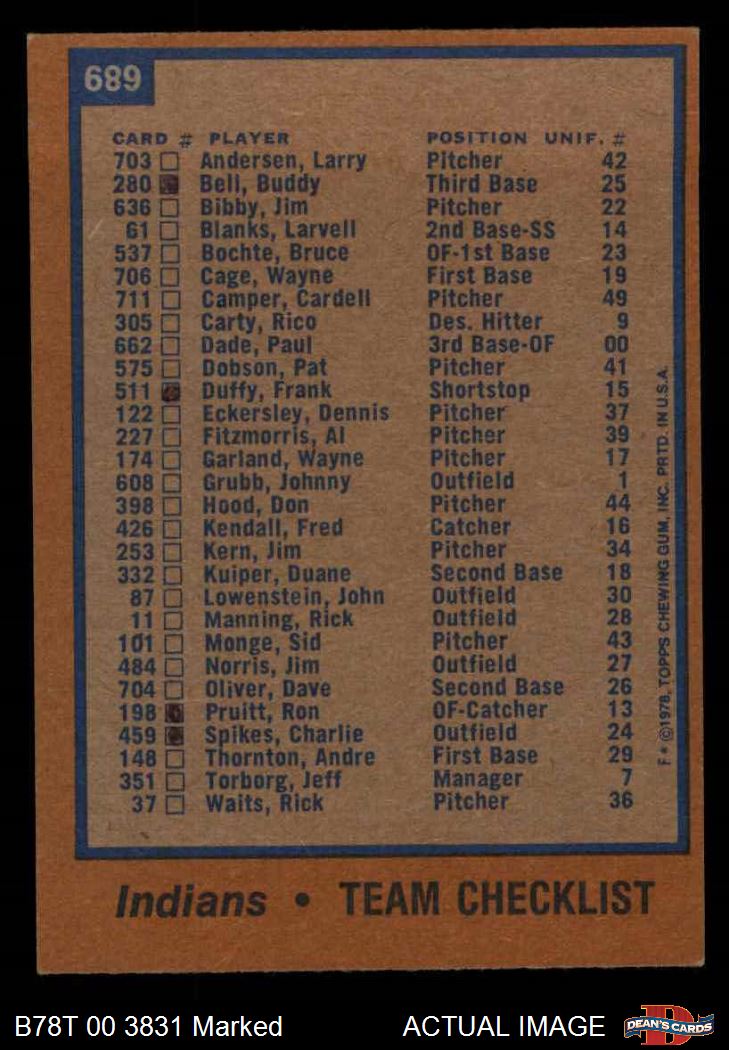 689
CARD # PLAYER POSITION UNIF. #
703 Andersen, Larry Pitcher 42
280 Bell, Buddy Third Base 25
636 Bibby, Jim Pitcher 22
61 Blanks, Larvell 2nd Base-SS 14
537 Bochte, Bruce OF-1st Base 23
706 Cage, Wayne First Base 19
711 Camper, Cardell Pitcher 49
305 Carty, Rico Des. Hitter 9
662 Dade, Paul 3rd Base-OF 00
575 Dobson, Pat Pitcher 41
511 Duffy, Frank Shortstop 15
122 Eckersley, Dennis Pitcher 37
227 Fitzmorris, Al Pitcher 39
174 Garland, Wayne Pitcher 17
608 Grubb, Johnny Outfield 1
398 Hood, Don Pitcher 44
426 Kendall, Fred Catcher 16
253 Kern, Jim Pitcher 34
332 Kuiper, Duane Second Base 18
87 Lowenstein, John Outfield 30
11 Manning, Rick Outfield 28
101 Monge, Sid Pitcher 43
484 Norris, Jim Outfield 27
704 Oliver, Dave Second Base 26
198 Pruitt, Ron OF-Catcher 13
459 Spikes, Charlie Outfield 24
148 Thornton, Andre First Base 29
351 Torborg, Jeff Manager 7
37 Waits, Rick Pitcher 36
F * ©1978, TOPPS CHEWING GUM, INC. PRTD. IN U.S.A.
Indians • TEAM CHECKLIST
B78T 00 3831 Marked ACTUAL IMAGE
D
DEAN'S CARDS